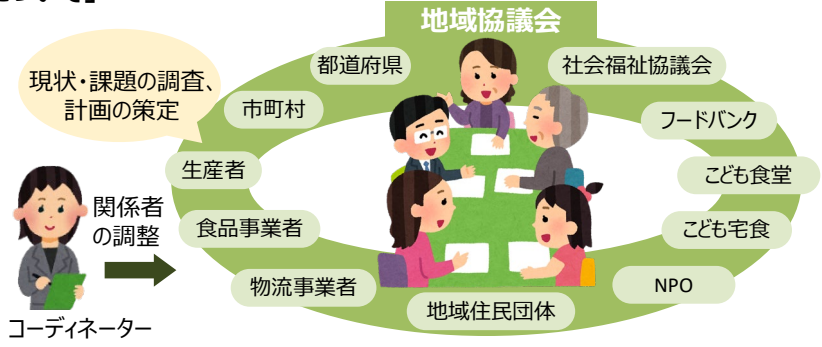 地域協議会
都道府県
社会福祉協議会
現状・課題の調査、
計画の策定
市町村
フードバンク
生産者
こども食堂
関係者
の調整
食品事業者
こども宅食
物流事業者
NPO
地域住民団体
コーディネーター